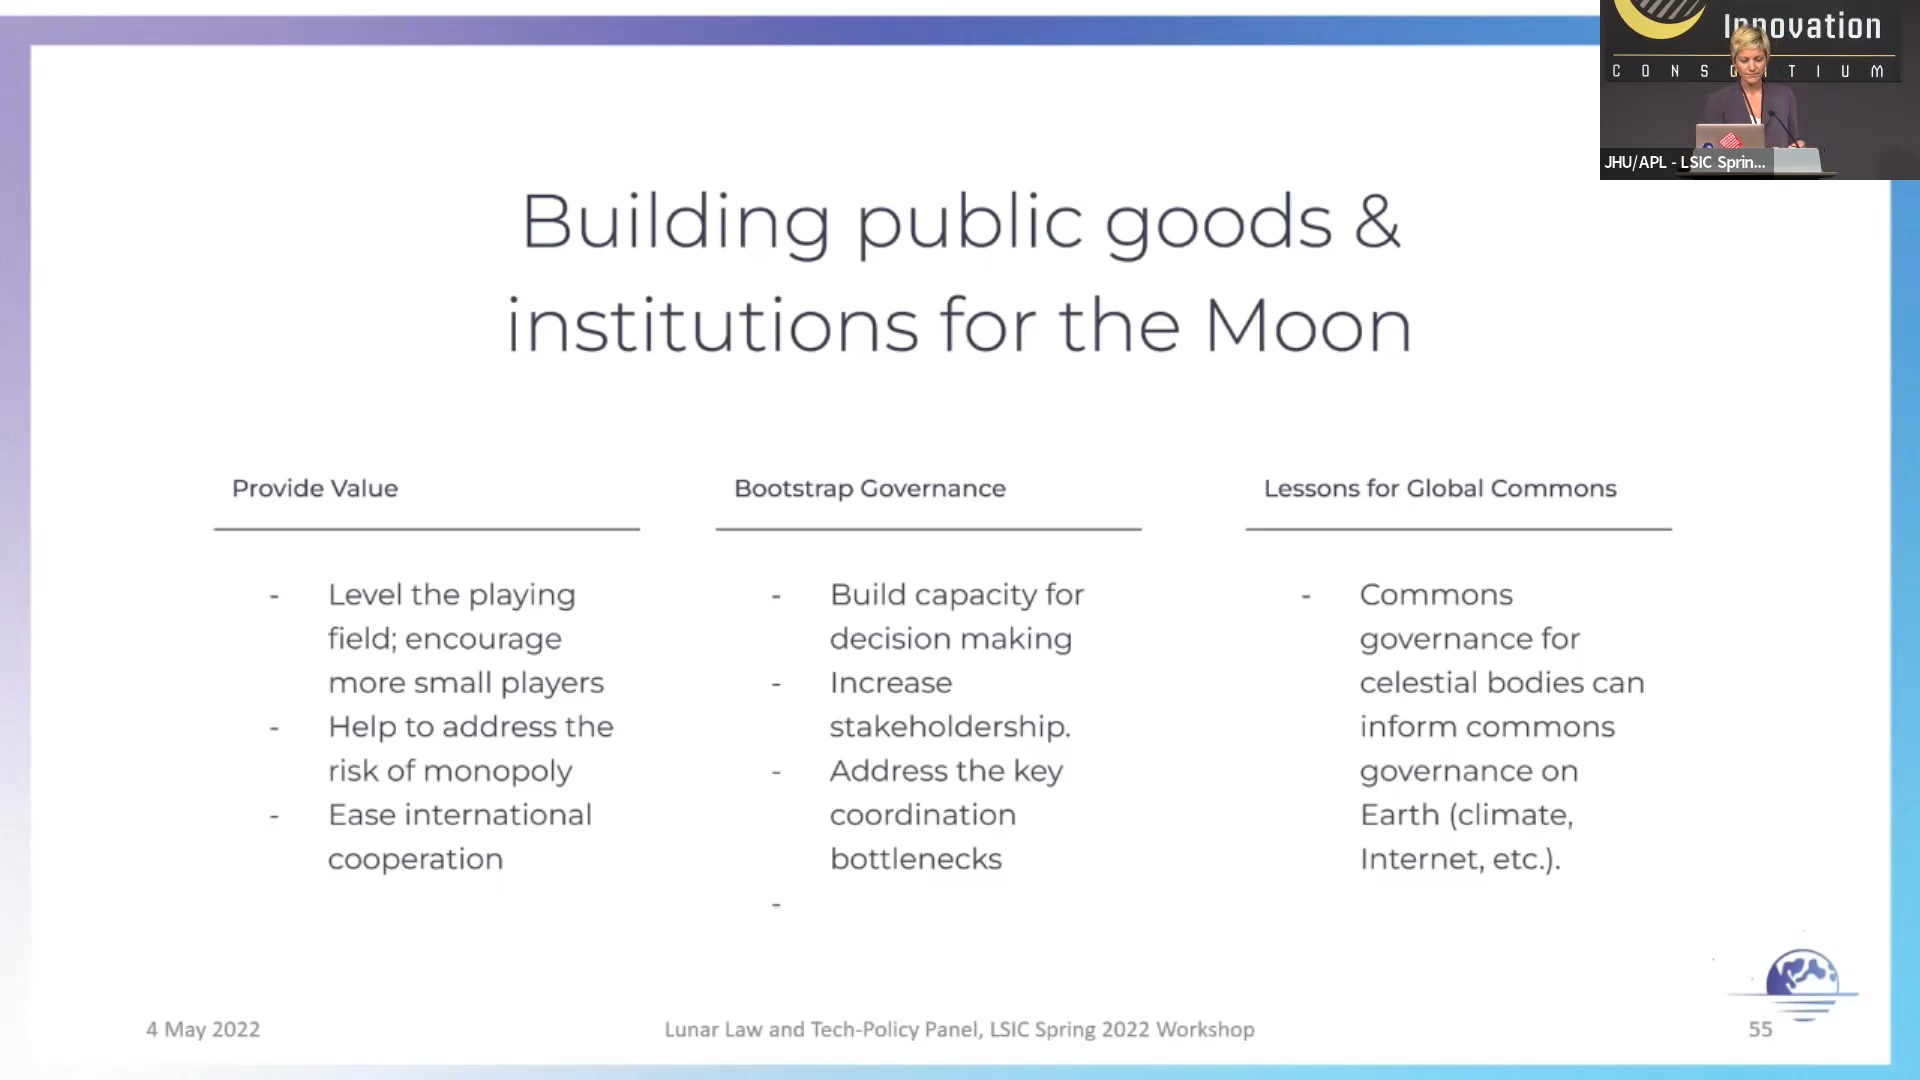 Innovation
CONSORTIUM
JHU/APL - LSIC Sprin...
Building public goods &
institutions for the Moon
Provide Value
- Level the playing
field; encourage
more small players
- Help to address the
risk of monopoly
- Ease international
cooperation
Bootstrap Governance
- Build capacity for
decision making
- Increase
stakeholdership.
- Address the key
coordination
bottlenecks
-
Lessons for Global Commons
- Commons
governance for
celestial bodies can
inform commons
governance on
Earth (climate,
Internet, etc.).
4 May 2022
Lunar Law and Tech-Policy Panel, LSIC Spring 2022 Workshop
55